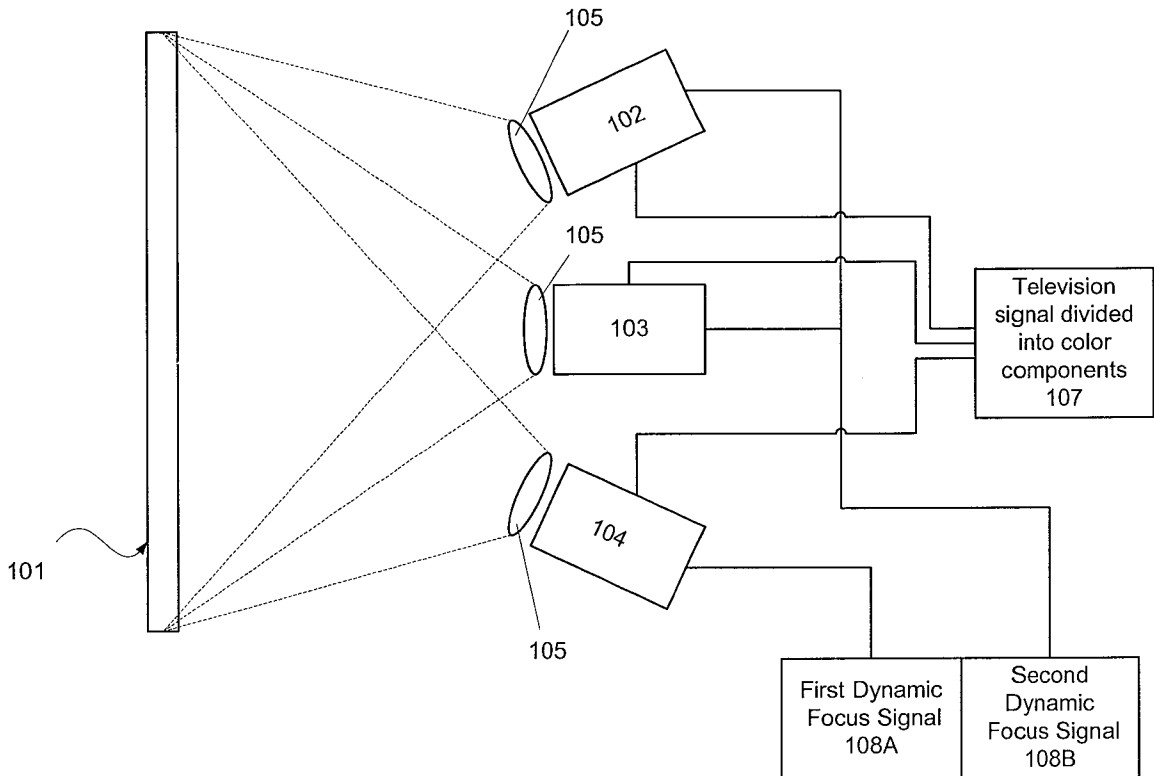 105
102
105
103
Television
signal divided
into color
components
107
104
101
105
First Dynamic
Focus Signal
108A
Second
Dynamic
Focus Signal
108B